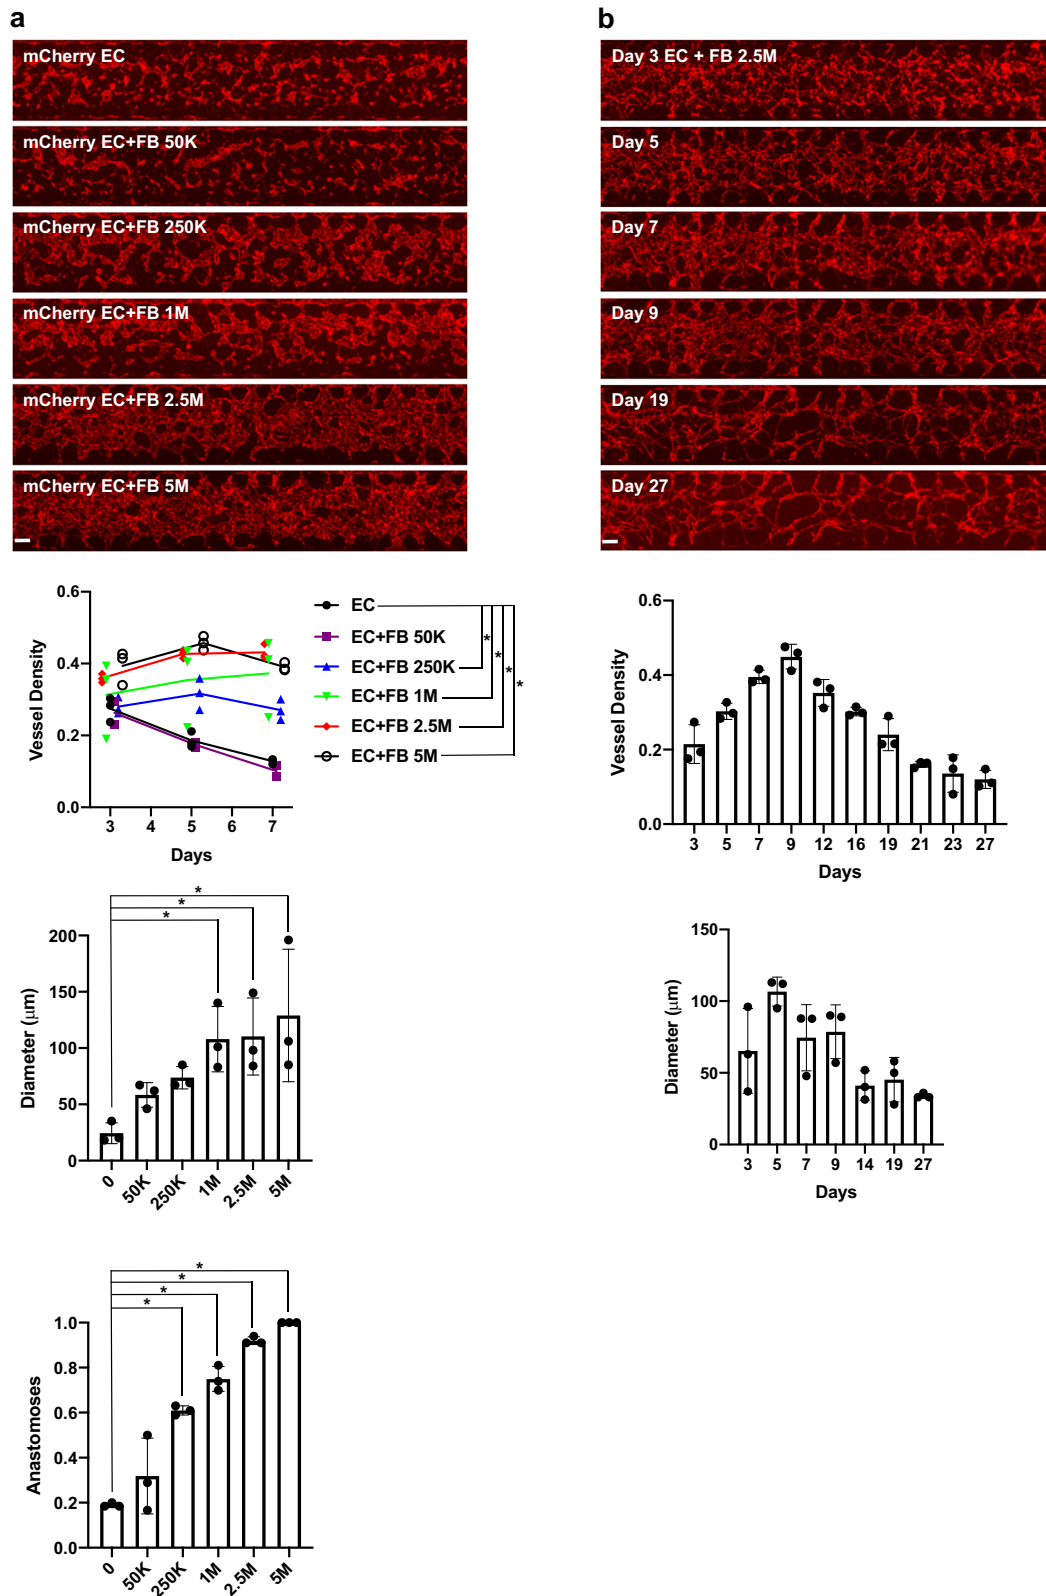 a
mCherry EC
mCherry EC+FB 50K
mCherry EC+FB 250K
mCherry EC+FB 1M
mCherry EC+FB 2.5M
mCherry EC+FB 5M
Vessel Density
0.6
0.4
0.2
0.0
3 4 5 6 7
Days
EC
EC+FB 50K
EC+FB 250K
EC+FB 1M
EC+FB 2.5M
EC+FB 5M
*
*
*
*
Diameter (μm)
200
150
100
50
0
*
*
*
0 50K 250K 1M 2.5M 5M
Anastomoses
1.0
0.8
0.6
0.4
0.2
0.0
*
*
*
*
0 50K 250K 1M 2.5M 5M
b
Day 3 EC + FB 2.5M
Day 5
Day 7
Day 9
Day 19
Day 27
Vessel Density
0.6
0.4
0.2
0.0
3 5 7 9 12 16 19 21 23 27
Days
Diameter (μm)
150
100
50
0
3 5 7 9 14 19 27
Days